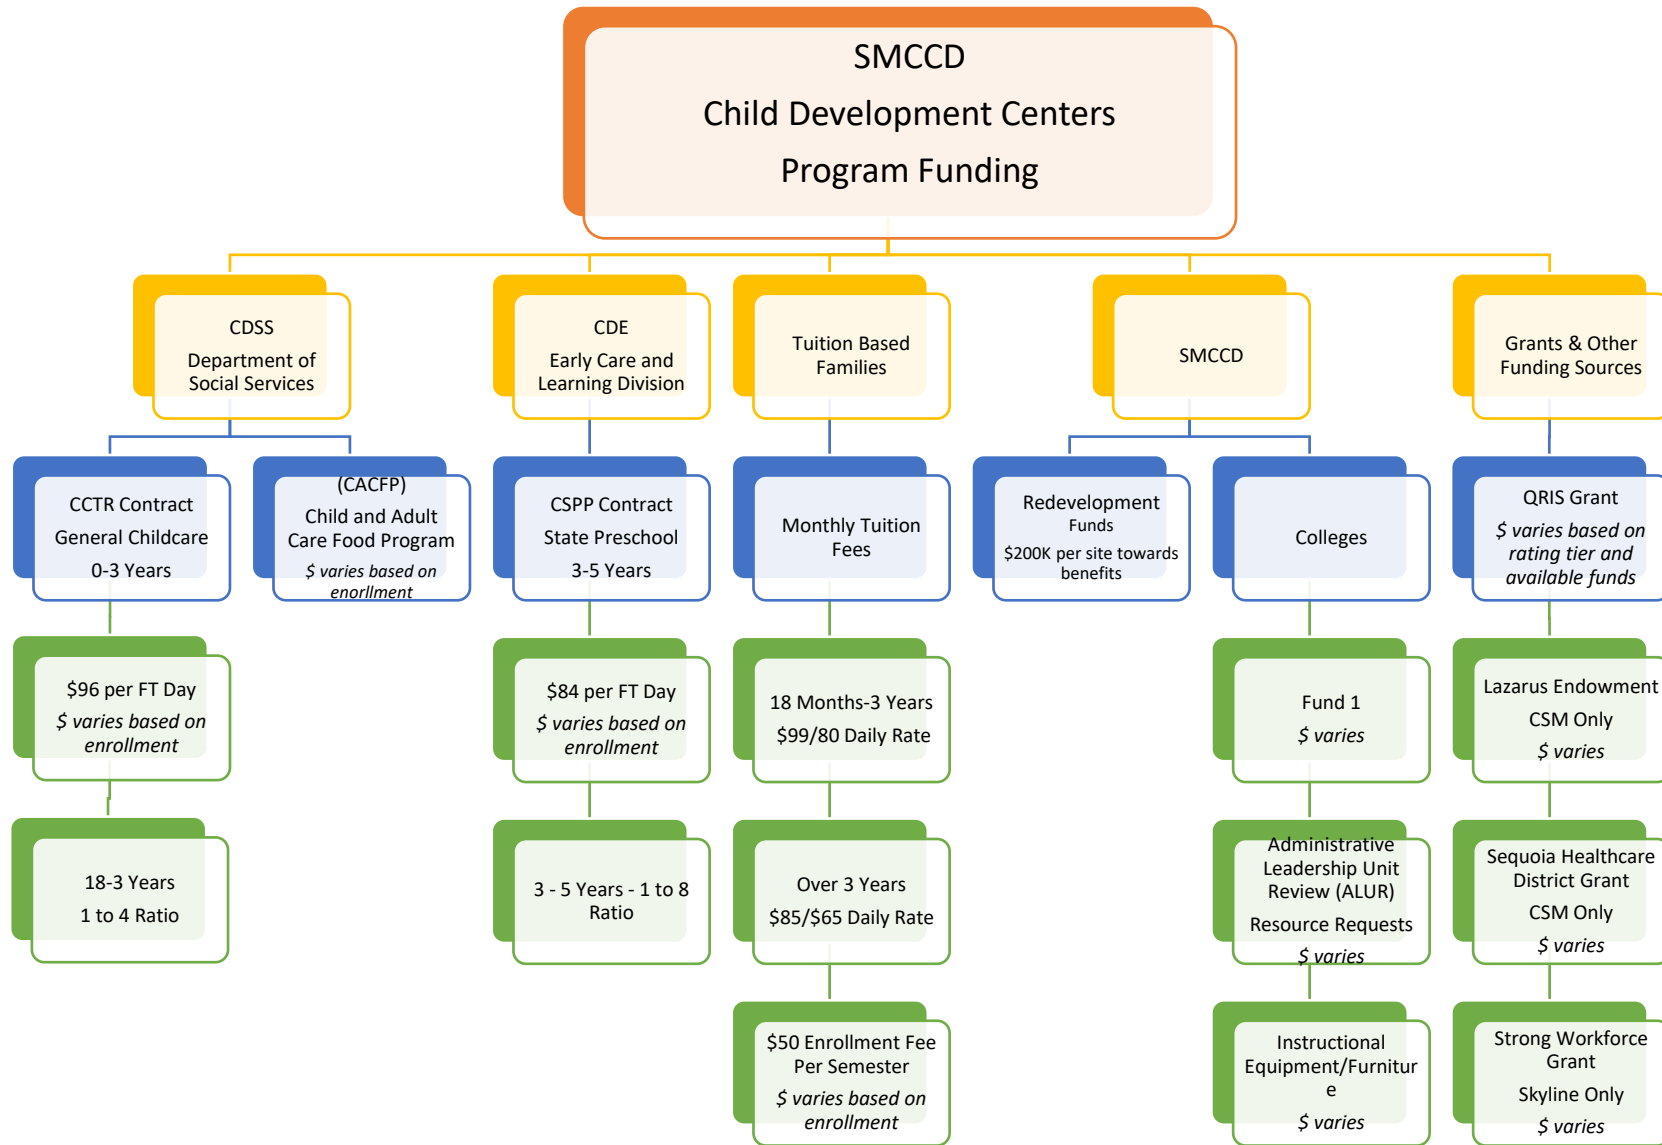 SMCCD
Child Development Centers
Program Funding
CDSS
Department of
Social Services
CDE
Early Care and
Learning Division
Tuition Based
Families
SMCCD
Grants & Other
Funding Sources
CCTR Contract
General Childcare
0-3 Years
(CACFP)
Child and Adult
Care Food Program
$ varies based on
enorllment
CSPP Contract
State Preschool
3-5 Years
Monthly Tuition
Fees
Redevelopment
Funds
$200K per site towards
benefits
Colleges
QRIS Grant
$ varies based on
rating tier and
available funds
$96 per FT Day
$ varies based on
enrollment
$84 per FT Day
$ varies based on
enrollment
18 Months-3 Years
$99/80 Daily Rate
Fund 1
$ varies
Lazarus Endowment
CSM Only
$ varies
18-3 Years
1 to 4 Ratio
3 - 5 Years - 1 to 8
Ratio
Over 3 Years
$85/$65 Daily Rate
Administrative
Leadership Unit
Review (ALUR)
Resource Requests
$ varies
Sequoia Healthcare
District Grant
CSM Only
$ varies
$50 Enrollment Fee
Per Semester
$ varies based on
enrollment
Instructional
Equipment/Furnitur
e
$ varies
Strong Workforce
Grant
Skyline Only
$ varies